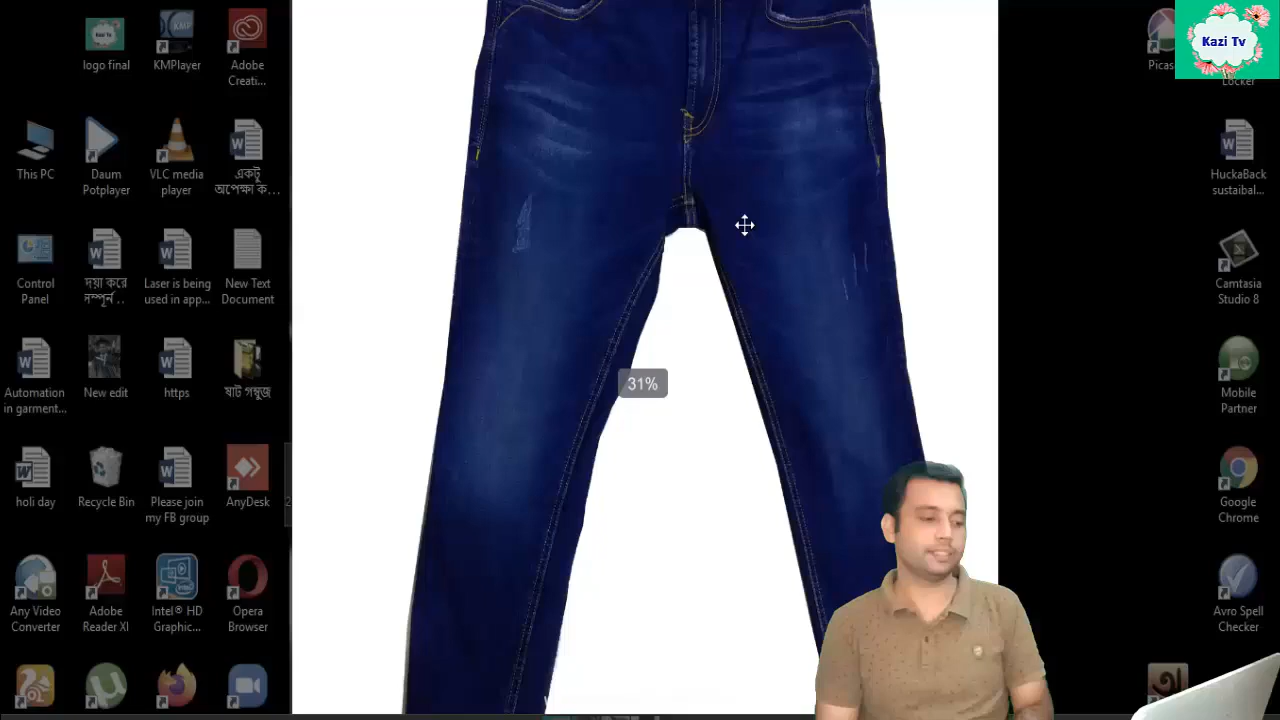 logo final
KMPlayer
Adobe
Creati...
Picas
Locker
Kazi Tv
Kazi Tv
This PC
Daum
Potplayer
VLC media
player
একটু
অপেক্ষা ক...
HuckaBack
sustaibal...
Control
Panel
দয়া করে
সম্পূর্ন ..
Laser is being
used in app...
New Text
Document
Camtasia
Studio 8
Automation
in garment...
New edit
https
ষাট গম্বুজ
31%
Mobile
Partner
holi day
Recycle Bin
Please join
my FB group
AnyDesk
2
Google
Chrome
Any Video
Converter
Adobe
Reader XI
Intel® HD
Graphic...
Opera
Browser
Avro Spell
Checker
অ